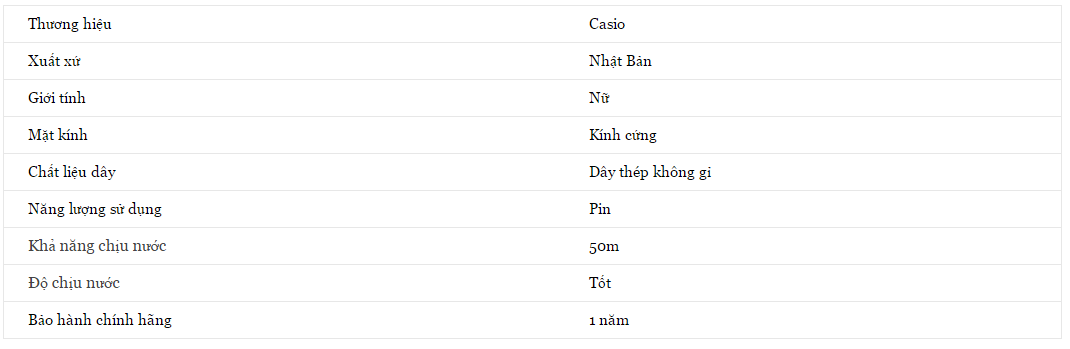 Thương hiệu Casio
Xuất xứ Nhật Bản
Giới tính Nữ
Mặt kính Kính cứng
Chất liệu dây Dây thép không gỉ
Năng lượng sử dụng Pin
Khả năng chịu nước 50m
Độ chịu nước Tốt
Bảo hành chính hãng 1 năm